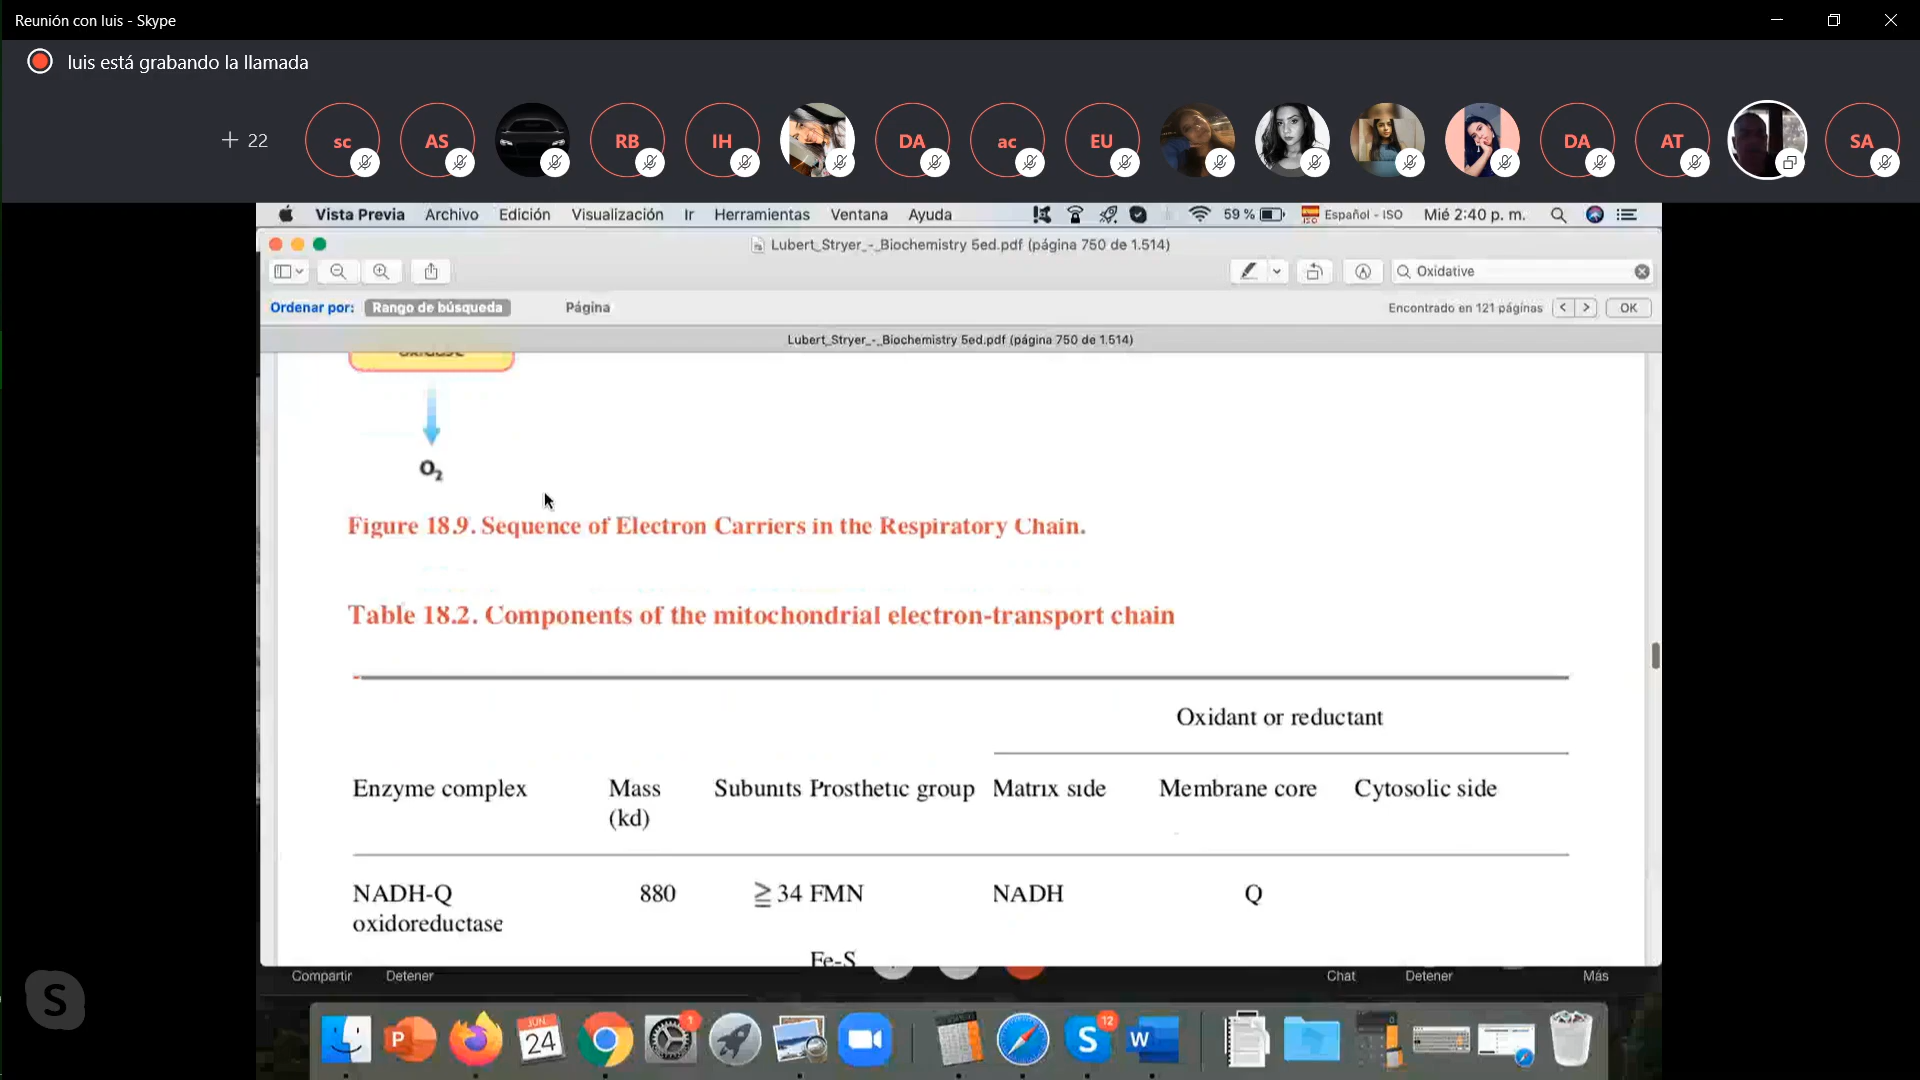 Reunión con luis - Skype
luis está grabando la llamada
+ 22
sc
AS
RB
IH
DA
ac
EU
DA
AT
SA
Vista Previa Archivo Edición Visualización Ir Herramientas Ventana Ayuda 59 % ISO Español - ISO Mié 2:40 p. m.
Lubert_Stryer_-_Biochemistry 5ed.pdf (página 750 de 1.514)
Oxidative
Ordenar por: Rango de búsqueda Página Encontrado en 121 páginas < > OK
Lubert_Stryer_-_Biochemistry 5ed.pdf (página 750 de 1.514)
O₂
Figure 18.9. Sequence of Electron Carriers in the Respiratory Chain.
Table 18.2. Components of the mitochondrial electron-transport chain
Oxidant or reductant
Enzyme complex Mass Subunits Prosthetic group Matrix side Membrane core Cytosolic side
(kd)
NADH-Q 880 ≧ 34 FMN NADH Q
oxidoreductase
Fe-S
Compartir Detener Chat Detener Más
S
P
JUN
24
1
S
12
W